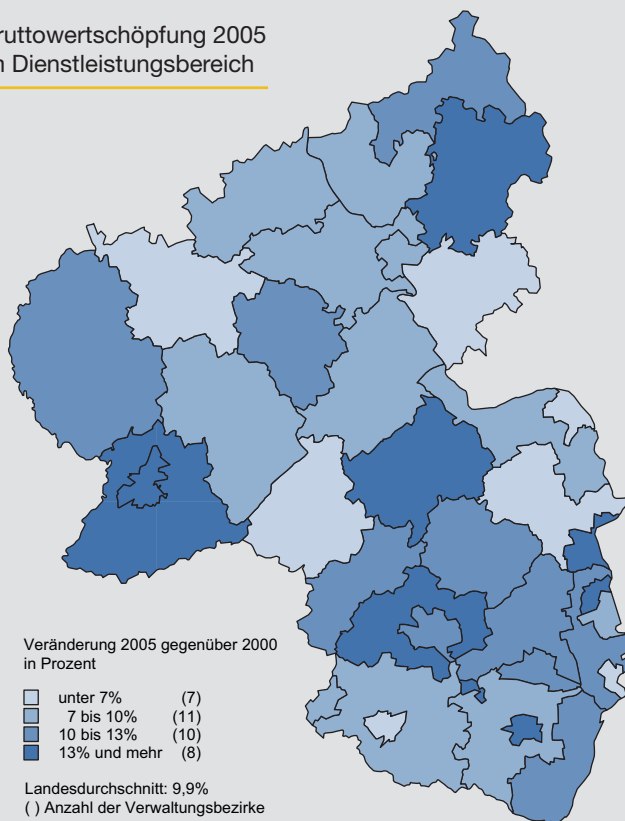 ruttowertschöpfung 2005
Dienstleistungsbereich
Veränderung 2005 gegenüber 2000
in Prozent
unter 7% (7)
7 bis 10% (11)
10 bis 13% (10)
13% und mehr (8)
Landesdurchschnitt: 9,9%
( ) Anzahl der Verwaltungsbezirke